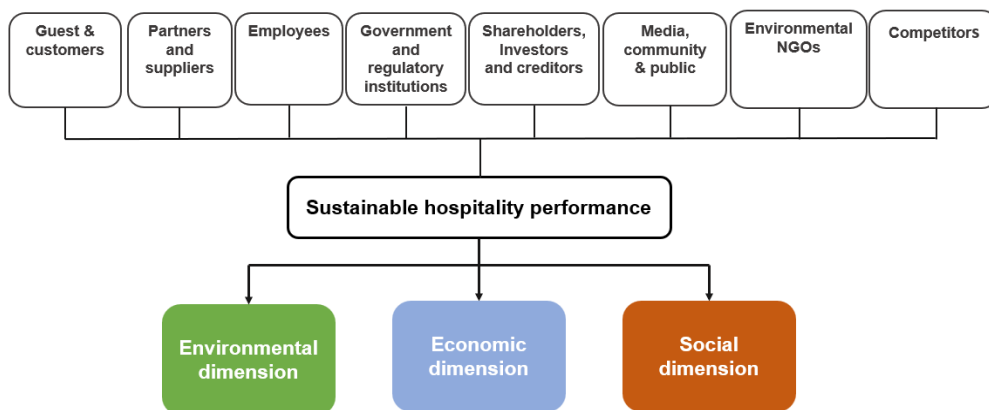 Guest &
customers
Partners
and
suppliers
Employees
Government
and
regulatory
institutions
Shareholders,
Investors
and creditors
Media,
community
& public
Environmental
NGOs
Competitors
Sustainable hospitality performance
Environmental
dimension
Economic
dimension
Social
dimension